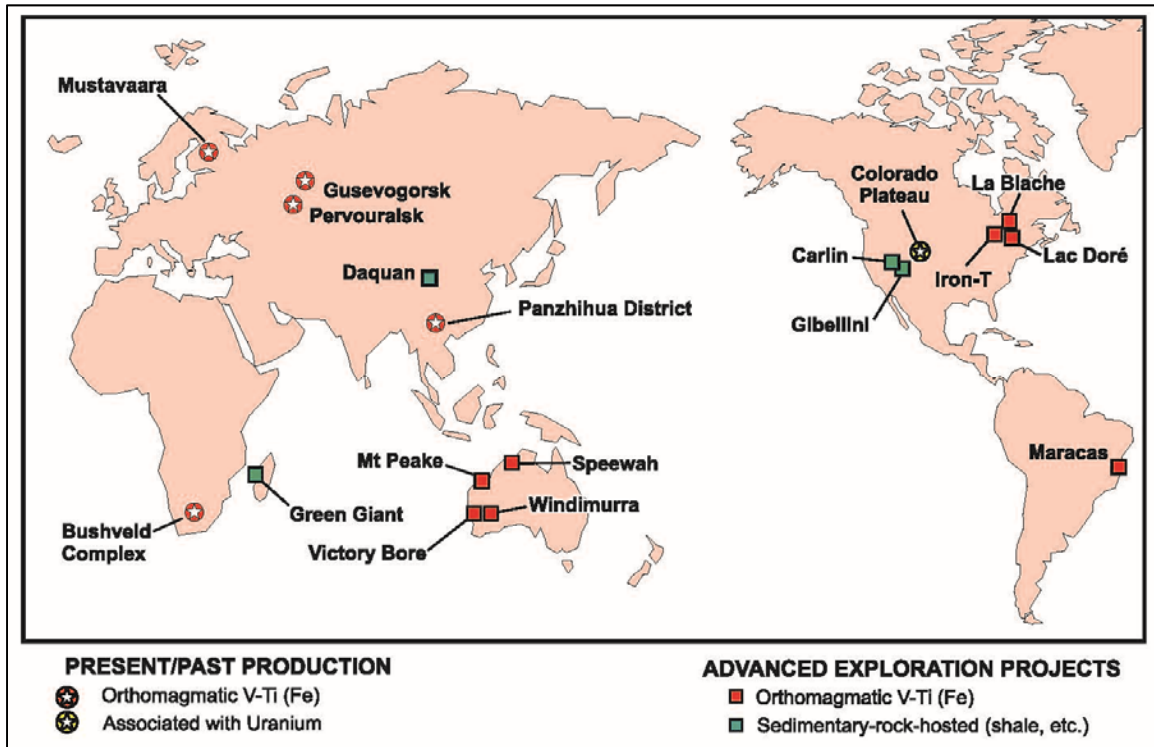 Mustavaara
Gusevogorsk
Pervouralsk
Daquan
Panzhihua District
Mt Peake
Speewah
Green Giant
Windimurra
Bushveld
Complex
Victory Bore
Colorado
Plateau
La Blache
Carlin
Iron-T
Lac Doré
Gibellini
Maracas
PRESENT/PAST PRODUCTION
Orthomagmatic V-Ti (Fe)
Associated with Uranium
ADVANCED EXPLORATION PROJECTS
Orthomagmatic V-Ti (Fe)
Sedimentary-rock-hosted (shale, etc.)